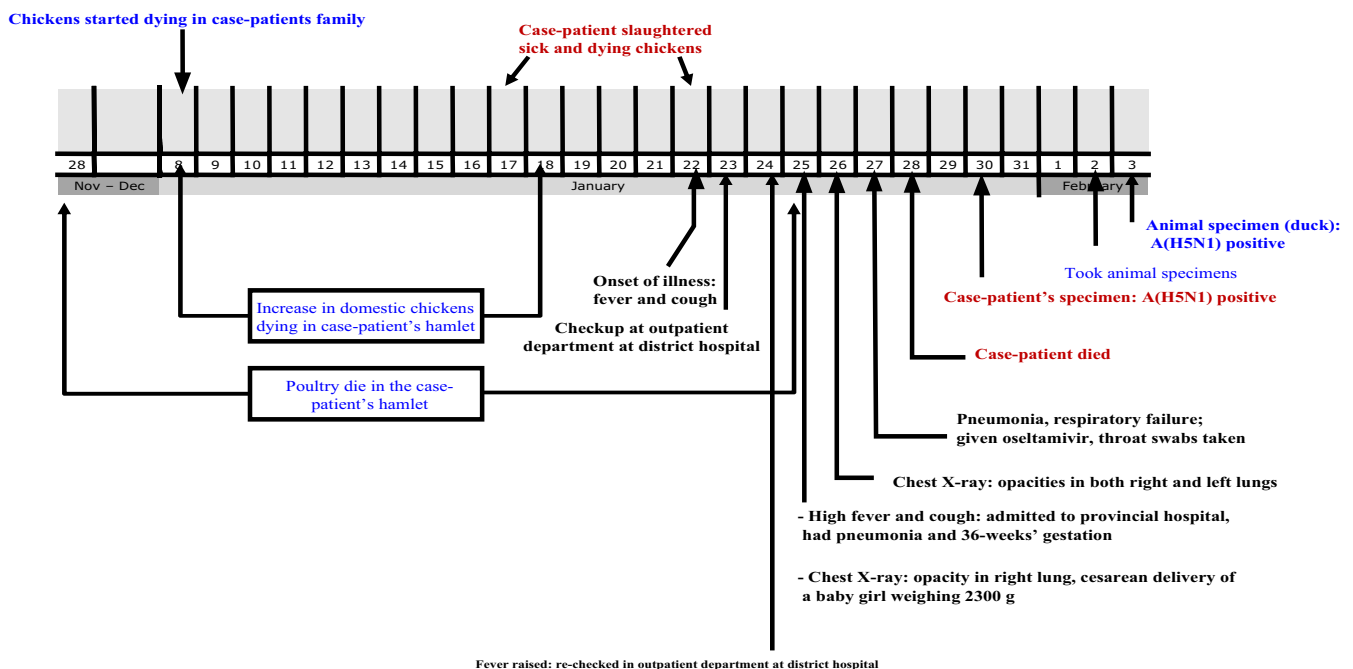 Chickens started dying in case-patients family
Case-patient slaughtered
sick and dying chickens
28 8 9 10 11 12 13 14 15 16 17 18 19 20 21 22 23 24 25 26 27 28 29 30 31 1 2 3
Nov – Dec January February
Animal specimen (duck):
A(H5N1) positive
Took animal specimens
Onset of illness:
fever and cough
Case-patient's specimen: A(H5N1) positive
Increase in domestic chickens
dying in case-patient's hamlet
Checkup at outpatient
department at district hospital
Case-patient died
Poultry die in the case-
patient's hamlet
Pneumonia, respiratory failure;
given oseltamivir, throat swabs taken
Chest X-ray: opacities in both right and left lungs
- High fever and cough: admitted to provincial hospital,
had pneumonia and 36-weeks' gestation
- Chest X-ray: opacity in right lung, cesarean delivery of
a baby girl weighing 2300 g
Fever raised: re-checked in outpatient department at district hospital